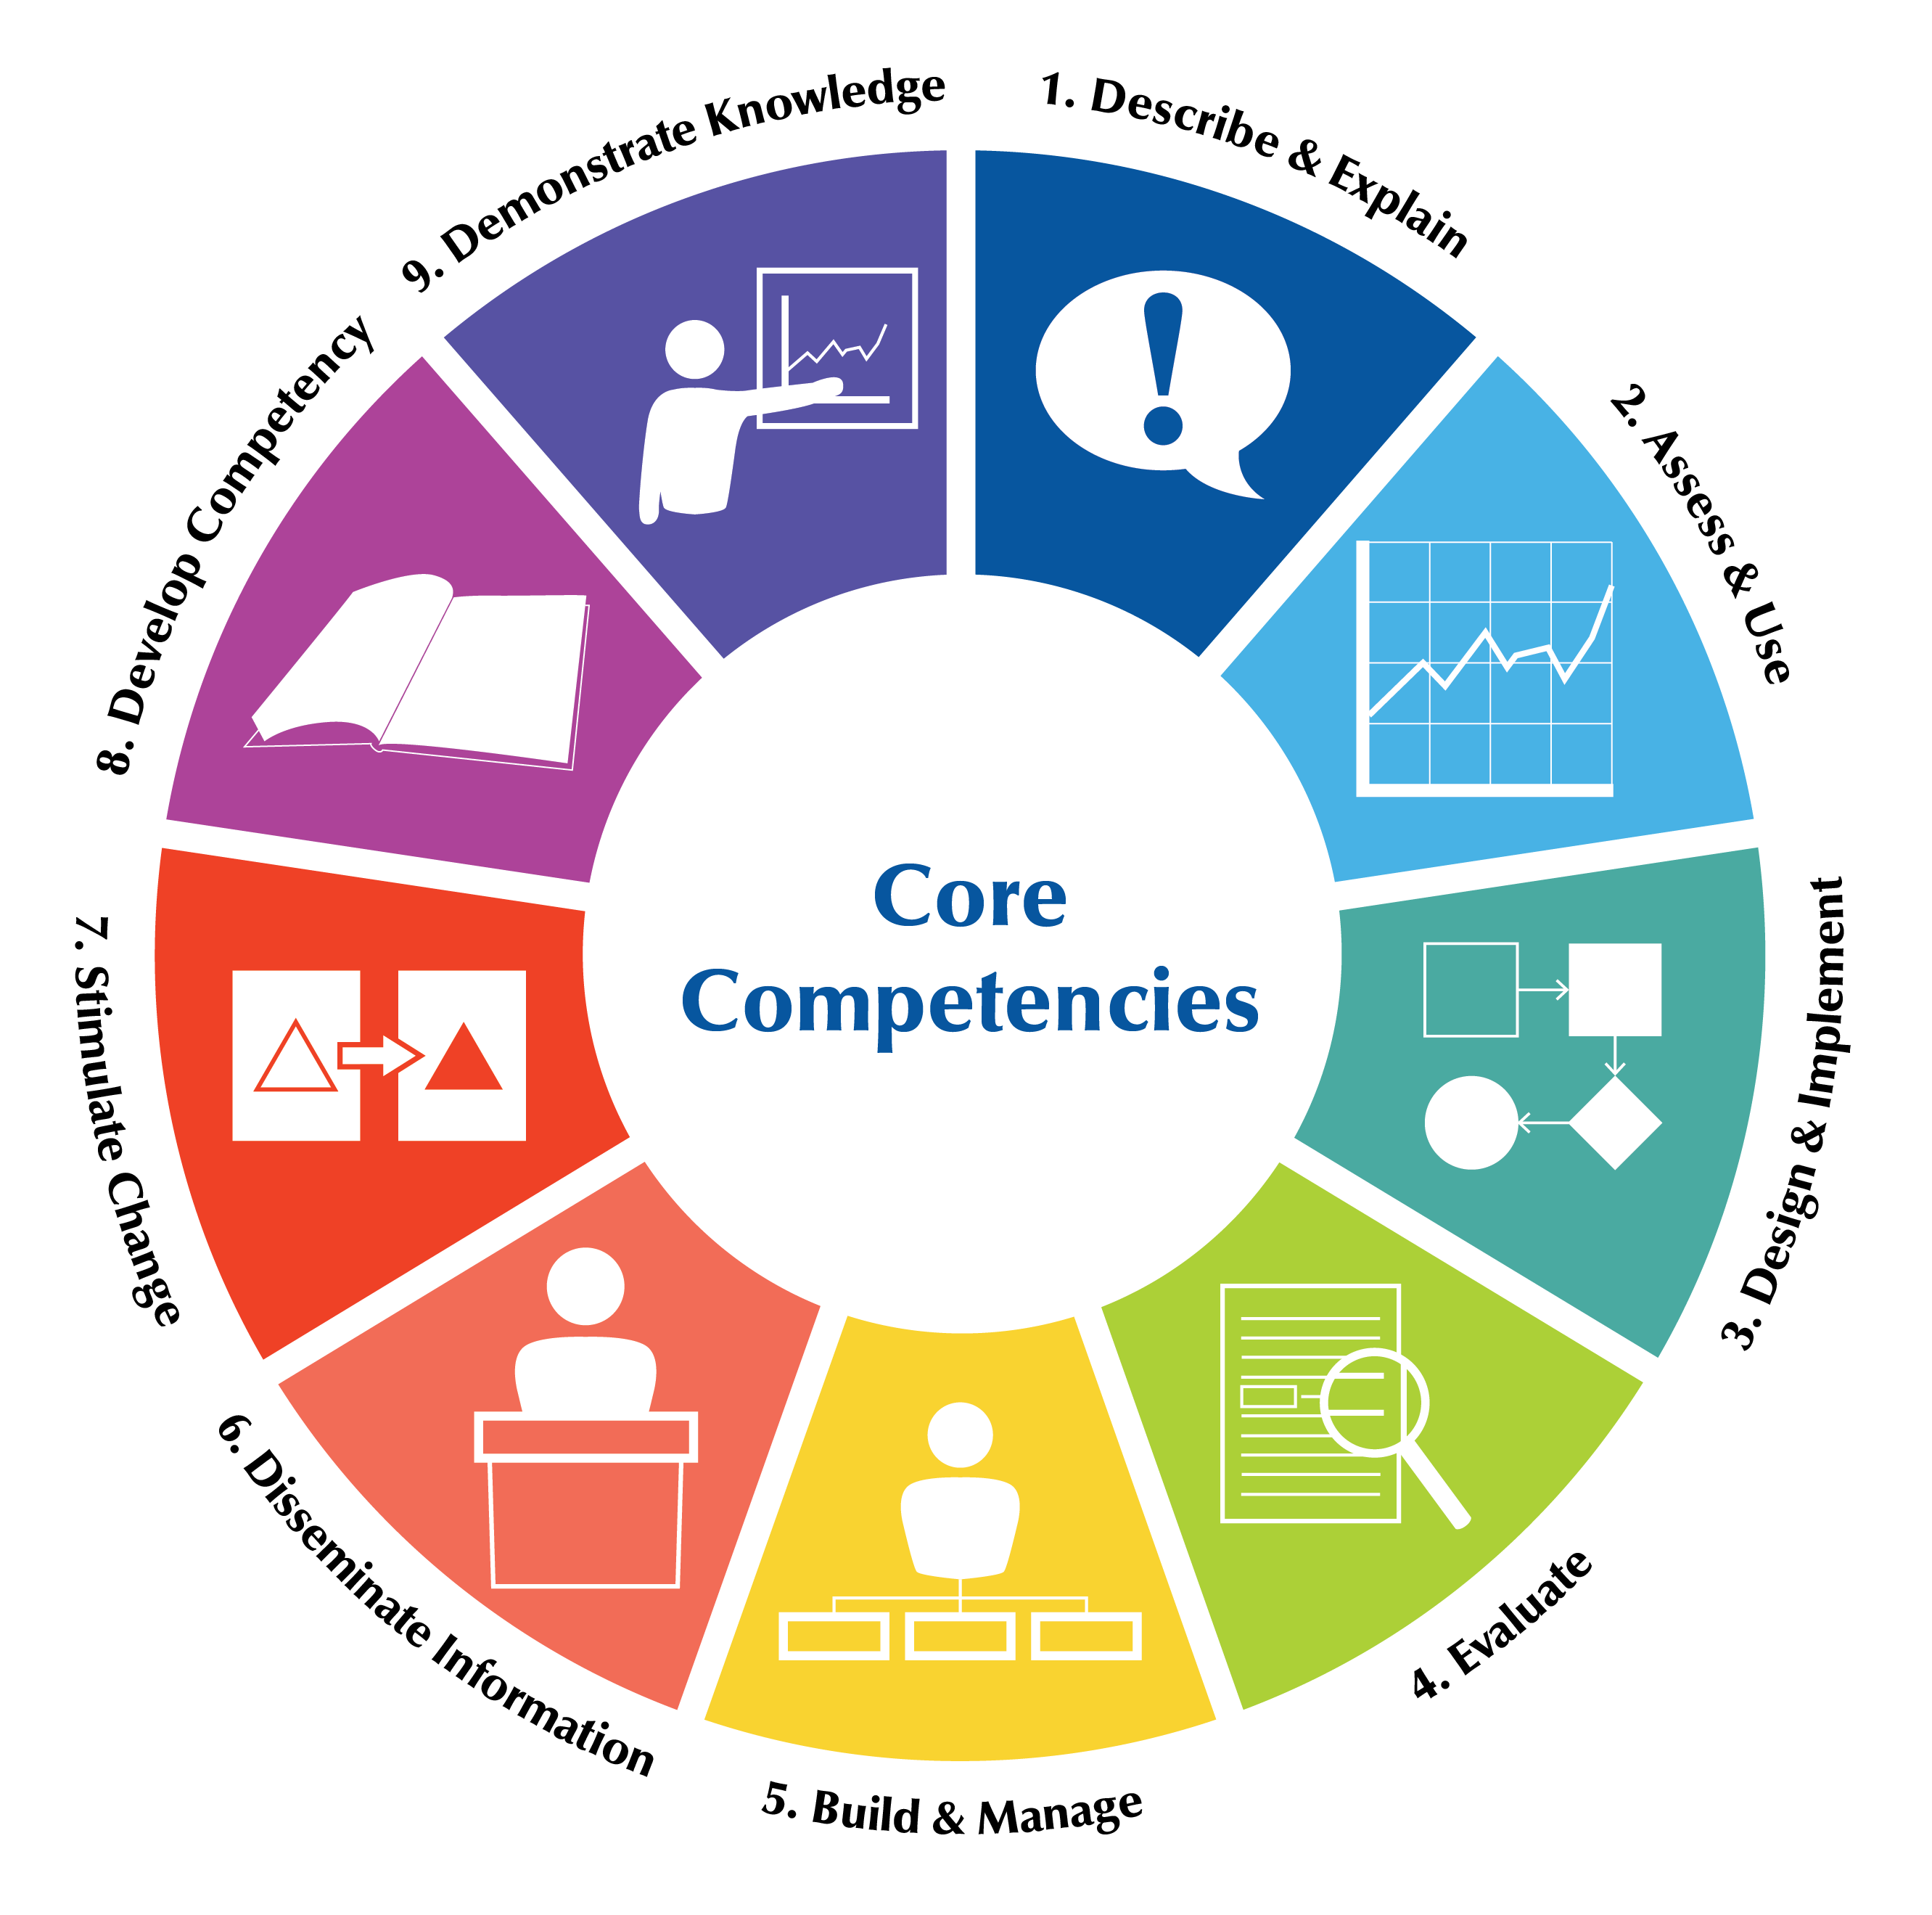 Core
Competencies
1. Describe & Explain
2. Assess & Use
3. Design & Implement
4. Evaluate
5. Build & Manage
6. Disseminate Information
7. Stimulate Change
8. Develop Competency
9. Demonstrate Knowledge